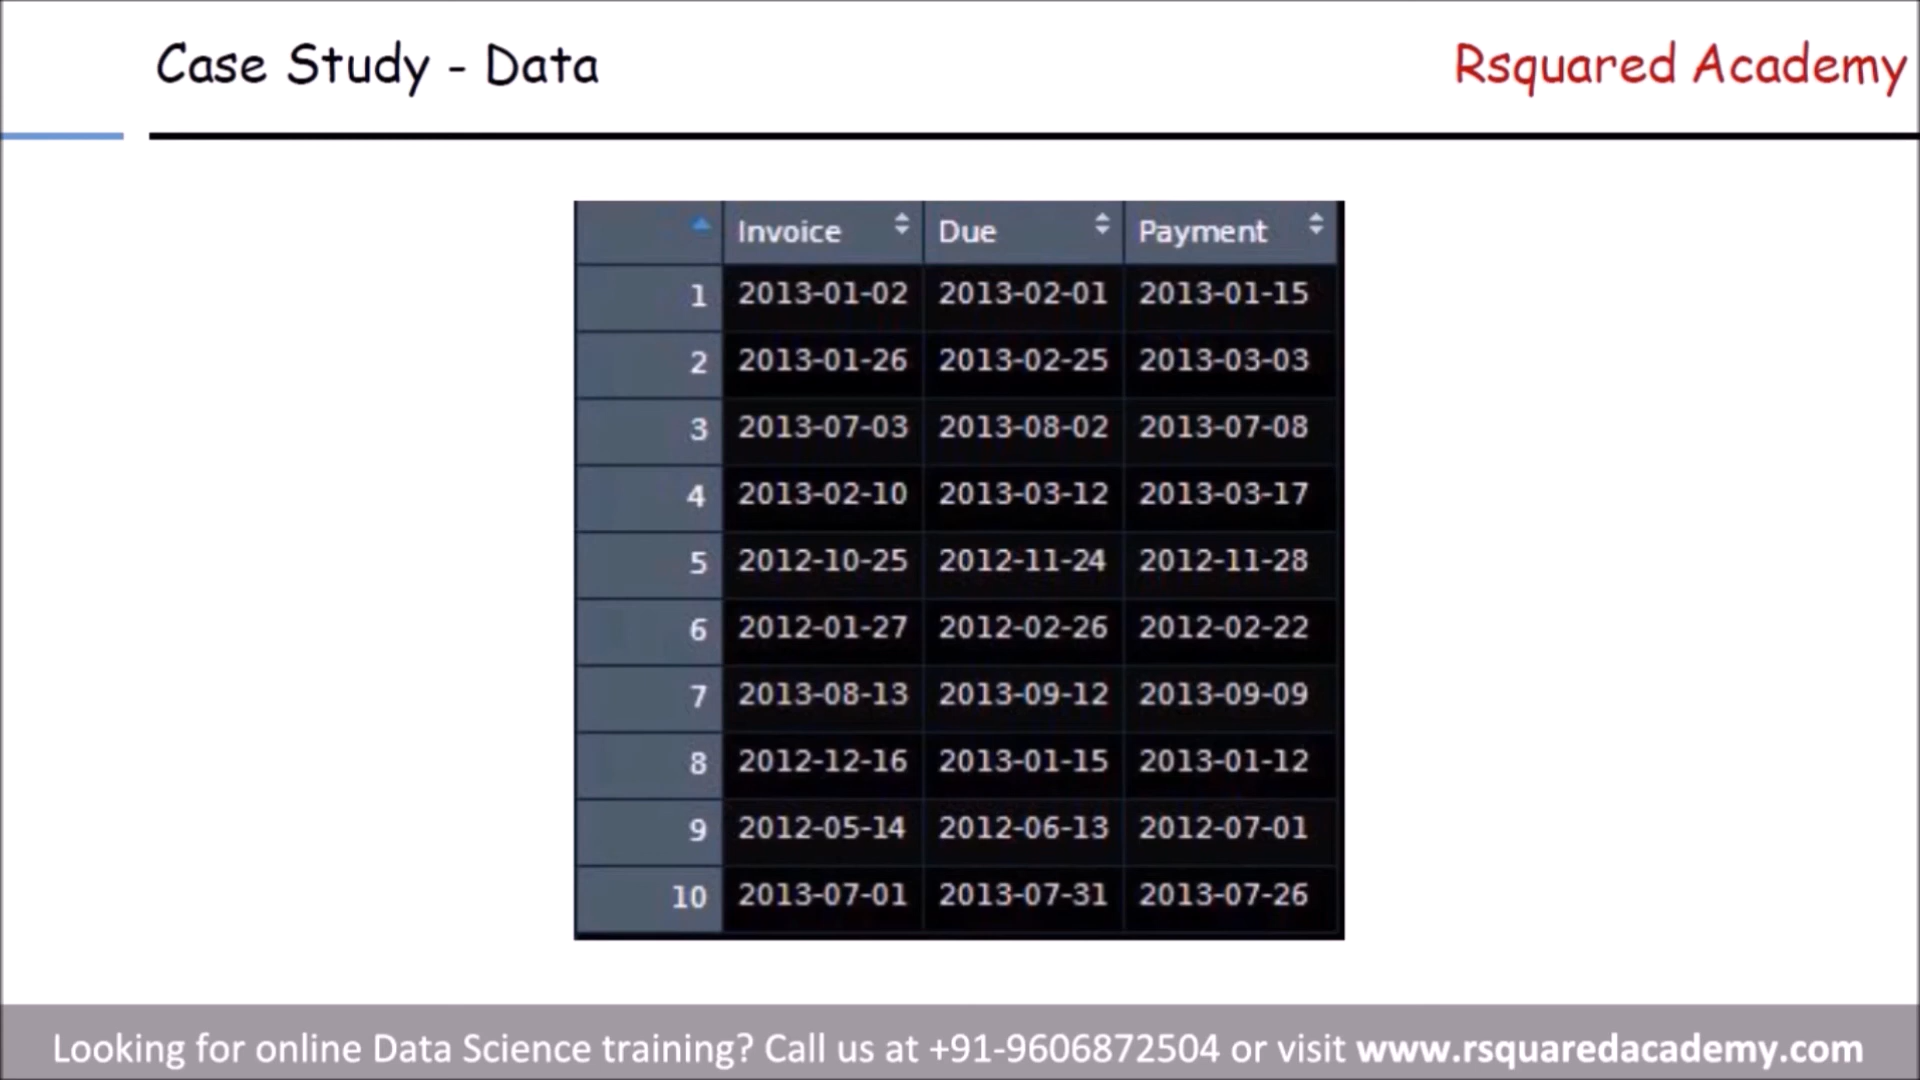 Case Study - Data
Rsquared Academy
Invoice Due Payment
1 2013-01-02 2013-02-01 2013-01-15
2 2013-01-26 2013-02-25 2013-03-03
3 2013-07-03 2013-08-02 2013-07-08
4 2013-02-10 2013-03-12 2013-03-17
5 2012-10-25 2012-11-24 2012-11-28
6 2012-01-27 2012-02-26 2012-02-22
7 2013-08-13 2013-09-12 2013-09-09
8 2012-12-16 2013-01-15 2013-01-12
9 2012-05-14 2012-06-13 2012-07-01
10 2013-07-01 2013-07-31 2013-07-26
Looking for online Data Science training? Call us at +91-9606872504 or visit www.rsquaredacademy.com